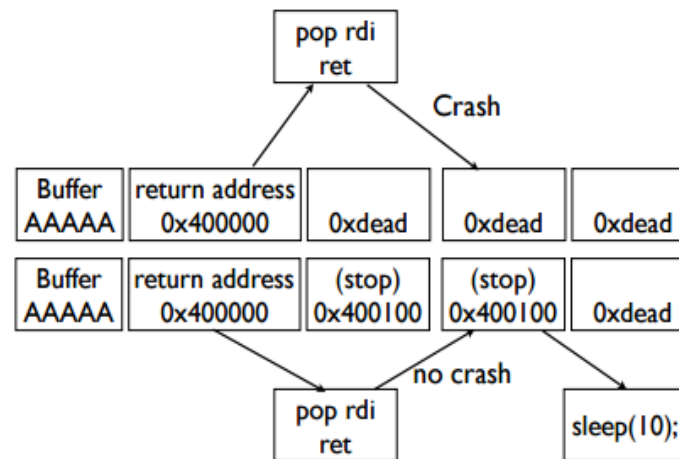 pop rdi
ret
Crash
Buffer
AAAAA
return address
0x400000
0xdead
0xdead
0xdead
Buffer
AAAAA
return address
0x400000
(stop)
0x400100
(stop)
0x400100
0xdead
no crash
pop rdi
ret
sleep(10);